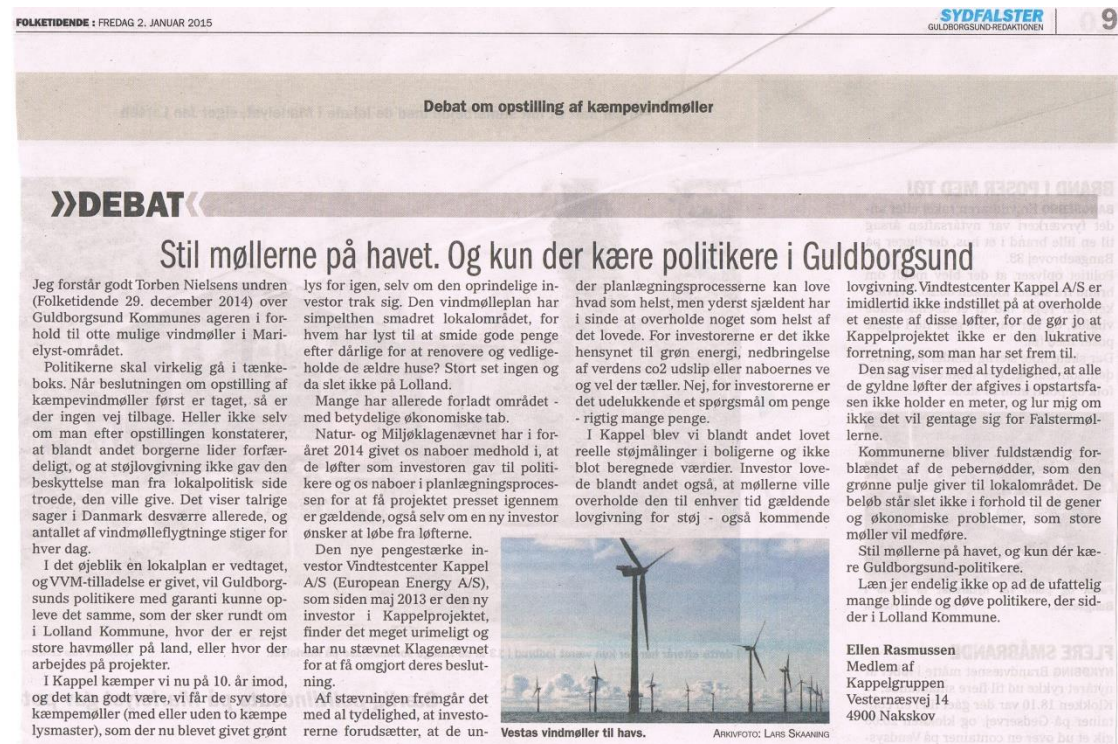 FOLKETIDENDE : FREDAG 2. JANUAR 2015
SYDFALSTER
GULDBORGSUND-REDAKTIONEN
9
Debat om opstilling af kæmpevindmøller
»DEBAT«
Stil møllerne på havet. Og kun der kære politikere i Guldborgsund
Jeg forstår godt Torben Nielsens undren
(Folketidende 29. december 2014) over
Guldborgsund Kommunes ageren i for-
hold til otte mulige vindmøller i Mari-
elyst-området.
Politikerne skal virkelig gå i tænke-
boks. Når beslutningen om opstilling af
kæmpevindmøller først er taget, så er
der ingen vej tilbage. Heller ikke selv
om man efter opstillingen konstaterer,
at blandt andet borgerne lider forfær-
deligt, og at støjlovgivning ikke gav den
beskyttelse man fra lokalpolitisk side
troede, den ville give. Det viser talrige
sager i Danmark desværre allerede, og
antallet af vindmølleflygtninge stiger for
hver dag.
I det øjeblik en lokalplan er vedtaget,
og VVM-tilladelse er givet, vil Guldborg-
sunds politikere med garanti kunne op-
leve det samme, som der sker rundt om
i Lolland Kommune, hvor der er rejst
store havmøller på land, eller hvor der
arbejdes på projekter.
I Kappel kæmper vi nu på 10. år imod,
og det kan godt være, vi får de syv store
kæmpemøller (med eller uden to kæmpe
lysmaster), som der nu blevet givet grønt
lys for igen, selv om den oprindelige in-
vestor trak sig. Den vindmølleplan har
simpelthen smadret lokalområdet, for
hvem har lyst til at smide gode penge
efter dårlige for at renovere og vedlige-
holde de ældre huse? Stort set ingen og
da slet ikke på Lolland.
Mange har allerede forladt området -
med betydelige økonomiske tab.
Natur- og Miljøklagenævnet har i for-
året 2014 givet os naboer medhold i, at
de løfter som investoren gav til politi-
kere og os naboer i planlægningsproces-
sen for at få projektet presset igennem
er gældende, også selv om en ny investor
ønsker at løbe fra løfterne.
Den nye pengestærke in-
vestor Vindtestcenter Kappel
A/S (European Energy A/S),
som siden maj 2013 er den ny
investor i Kappelprojektet,
finder det meget urimeligt og
har nu stævnet Klagenævnet
for at få omgjort deres beslut-
ning.
Af stævningen fremgår det
med al tydelighed, at investo-
rerne forudsætter, at de un-
der planlægningsprocesserne kan love
hvad som helst, men yderst sjældent har
i sinde at overholde noget som helst af
det lovede. For investorerne er det ikke
hensynet til grøn energi, nedbringelse
af verdens co2 udslip eller naboernes ve
og vel der tæller. Nej, for investorerne er
det udelukkende et spørgsmål om penge
- rigtig mange penge.
I Kappel blev vi blandt andet lovet
reelle støjmålinger i boligerne og ikke
blot beregnede værdier. Investor love-
de blandt andet også, at møllerne ville
overholde den til enhver tid gældende
lovgivning for støj - også kommende
Vestas vindmøller til havs.
ARKIVFOTO: LARS SKAANING
lovgivning. Vindtestcenter Kappel A/S er
imidlertid ikke indstillet på at overholde
et eneste af disse løfter, for de gør jo at
Kappelprojektet ikke er den lukrative
forretning, som man har set frem til.
Den sag viser med al tydelighed, at alle
de gyldne løfter der afgives i opstartsfa-
sen ikke holder en meter, og lur mig om
ikke det vil gentage sig for Falstermøl-
lerne.
Kommunerne bliver fuldstændig for-
blændet af de pebernødder, som den
grønne pulje giver til lokalområdet. De
beløb står slet ikke i forhold til de gener
og økonomiske problemer, som store
møller vil medføre.
Stil møllerne på havet, og kun dér kæ-
re Guldborgsund-politikere.
Læn jer endelig ikke op ad de ufattelig
mange blinde og døve politikere, der sid-
der i Lolland Kommune.
Ellen Rasmussen
Medlem af
Kappelgruppen
Vesternæsvej 14
4900 Nakskov